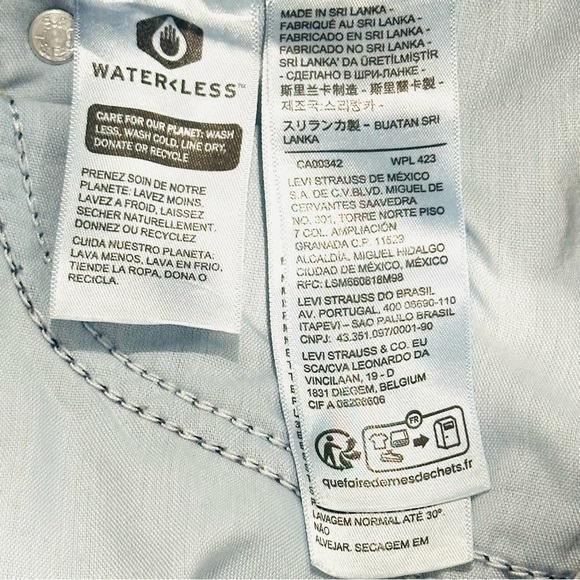 WATER<LESS™
CARE FOR OUR PLANET: WASH
LESS, WASH COLD, LINE DRY,
DONATE OR RECYCLE
PRENEZ SOIN DE NOTRE
PLANETE: LAVEZ MOINS.
LAVEZ A FROID, LAISSEZ
SECHER NATURELLEMENT.
DONNEZ OU RECYCLEZ
CUIDA NUESTRO PLANETA:
LAVA MENOS, LAVA EN FRIO,
TIENDE LA ROPA, DONA O
RECICLA.
MADE IN SRI LANKA -
FABRIQUÉ AU SRI LANKA -
FABRICADO EN SRI LANKA -
FABRICADO NO SRI LANKA -
SRI LANKA' DA ÜRETILMIŞTIR
- СДЕЛАНО В ШРИ-ЛАНКЕ -
斯里兰卡制造 - 斯里蘭卡製 -
제조국:스리랑카 -
スリランカ製 - BUATAN SRI
LANKA
CA00342 WPL 423
LEVI STRAUSS DE MÉXICO
S.A. DE C.V.BLVD. MIGUEL DE
CERVANTES SAAVEDRA
NO. 301, TORRE NORTE PISO
7 COL. AMPLIACIÓN
GRANADA C.P. 11529
ALCALDÍA, MIGUEL HIDALGO
CIUDAD DE MÉXICO, MÉXICO
RFC: LSM660818M98
LEVI STRAUSS DO BRASIL
AV. PORTUGAL, 400 06690-110
ITAPEVI – SAO PAULO BRASIL
CNPJ: 43.351.097/0001-90
LEVI STRAUSS & CO. EU
SCA/CVA LEONARDO DA
VINCILAAN, 19 - D
1831 DIEGEM, BELGIUM
CIF A 08208606
FR
quefairedemesdechets.fr
LAVAGEM NORMAL ATÉ 30°.
NÃO
ALVEJAR. SECAGEM EM